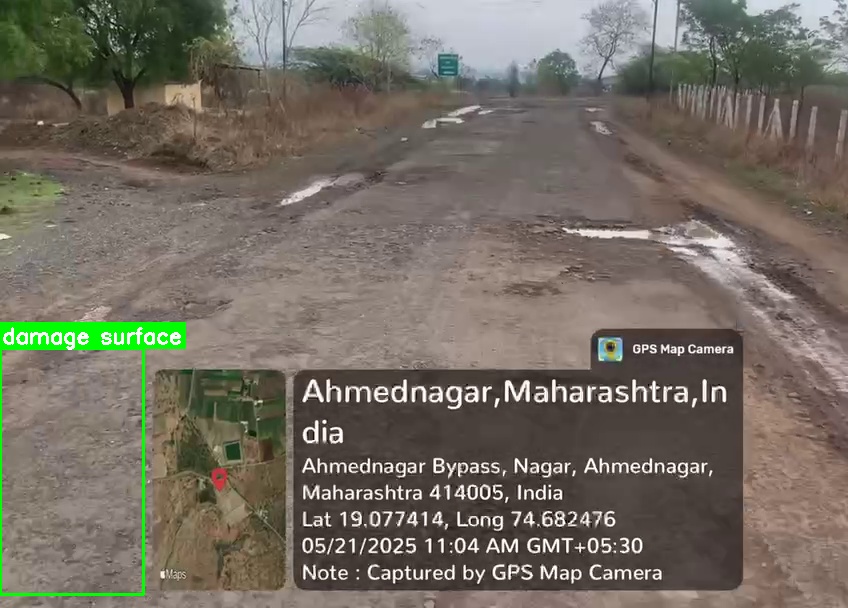 damage surface
GPS Map Camera
Ahmednagar,Maharashtra,In
dia
Ahmednagar Bypass, Nagar, Ahmednagar,
Maharashtra 414005, India
Lat 19.077414, Long 74.682476
05/21/2025 11:04 AM GMT+05:30
Note : Captured by GPS Map Camera
Maps